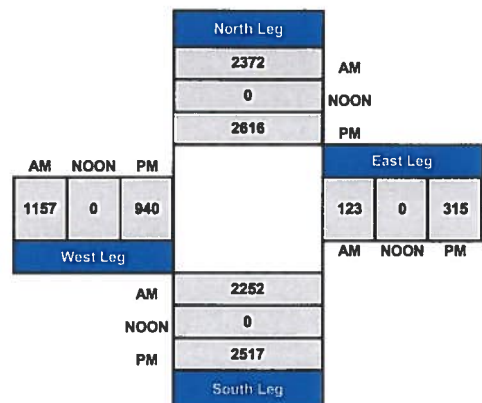 North Leg
2372 AM
0 NOON
2616 PM
AM NOON PM
East Leg
1157 0 940
123 0 315
West Leg
AM NOON PM
AM 2252
NOON 0
PM 2517
South Leg